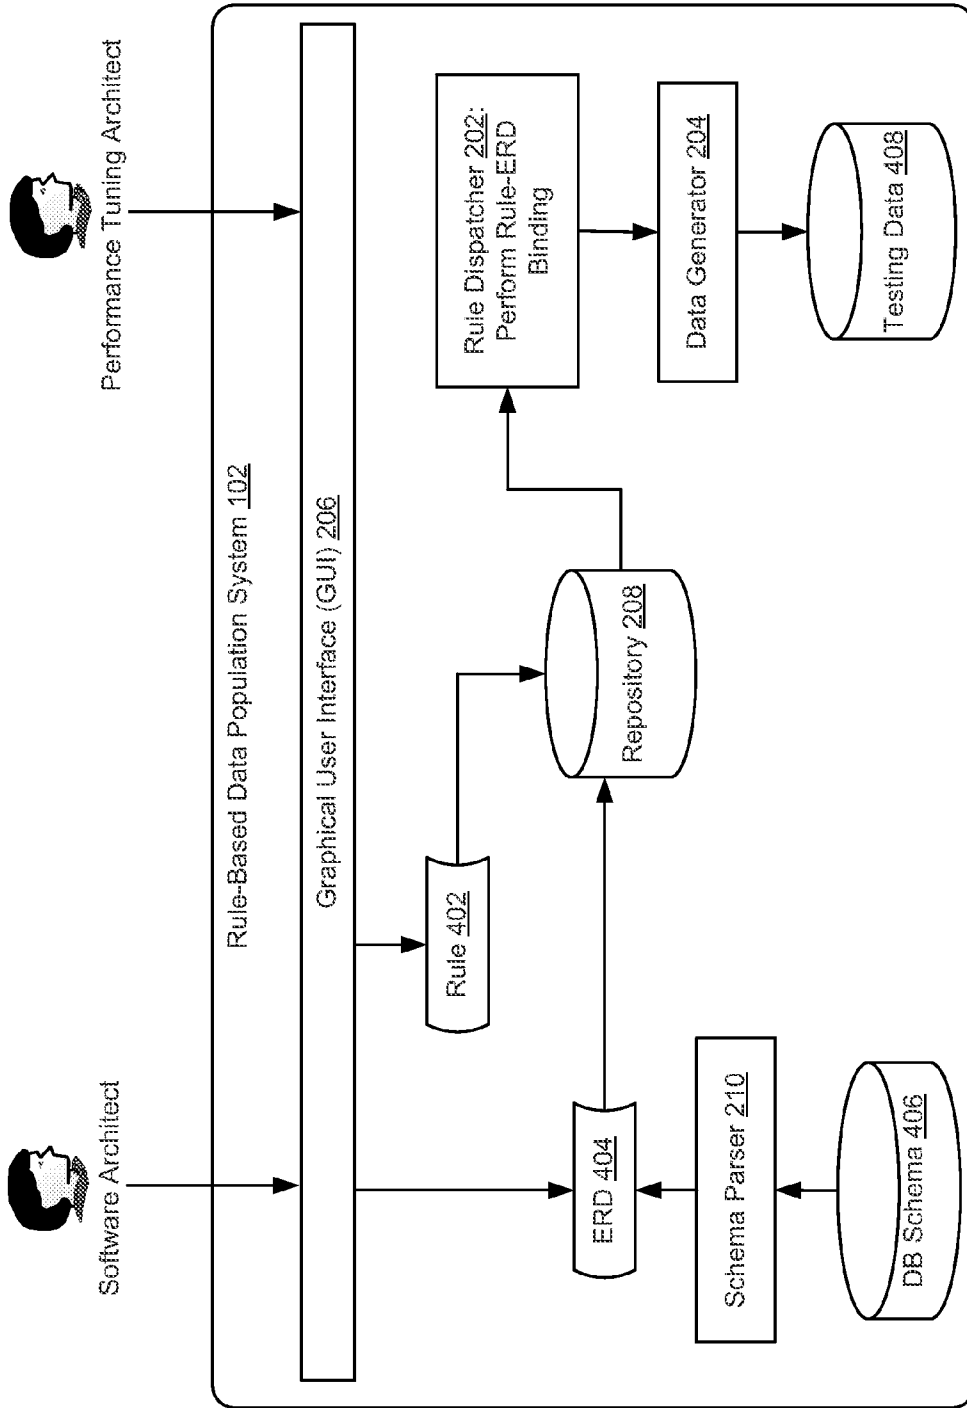 Software Architect
Performance Tuning Architect
Rule-Based Data Population System 102
Graphical User Interface (GUI) 206
Rule 402
ERD 404
Schema Parser 210
DB Schema 406
Repository 208
Rule Dispatcher 202:
Perform Rule-ERD
Binding
Data Generator 204
Testing Data 408